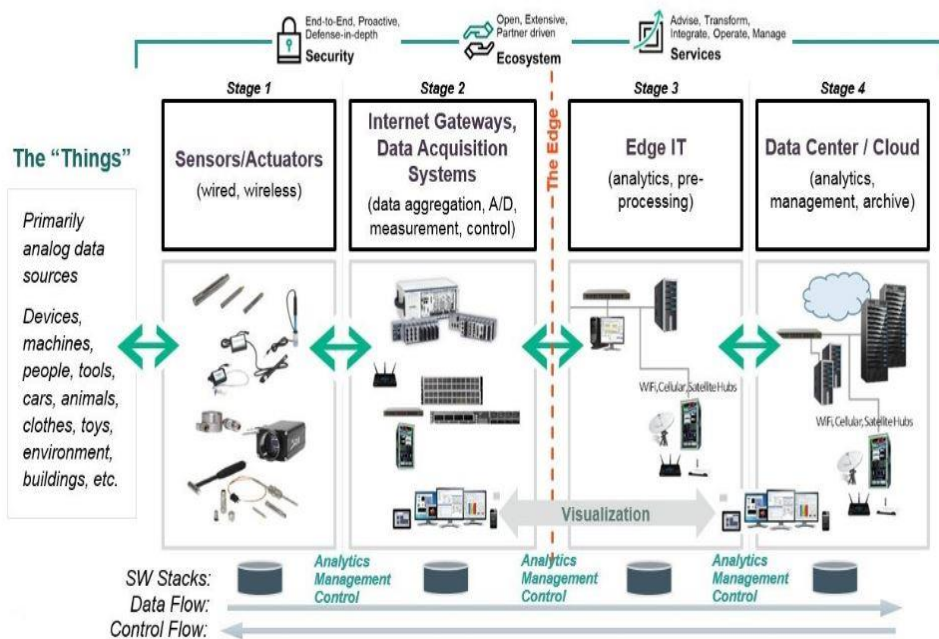 End-to-End, Proactive,
Defense-in-depth
Security
Open, Extensive,
Partner driven
Ecosystem
Advise, Transform,
Integrate, Operate, Manage
Services
Stage 1
Stage 2
Stage 3
Stage 4
The "Things"
Sensors/Actuators
(wired, wireless)
Internet Gateways,
Data Acquisition
Systems
(data aggregation, A/D,
measurement, control)
The Edge
Edge IT
(analytics, pre-
processing)
Data Center / Cloud
(analytics,
management, archive)
Primarily
analog data
sources
Devices,
machines,
people, tools,
cars, animals,
clothes, toys,
environment,
buildings, etc.
WiFi, Cellular, Satellite Hubs
WiFi, Cellular, Satellite Hubs
Visualization
SW Stacks:
Analytics
Management
Control
Analytics
Management
Control
Analytics
Management
Control
Data Flow:
Control Flow: